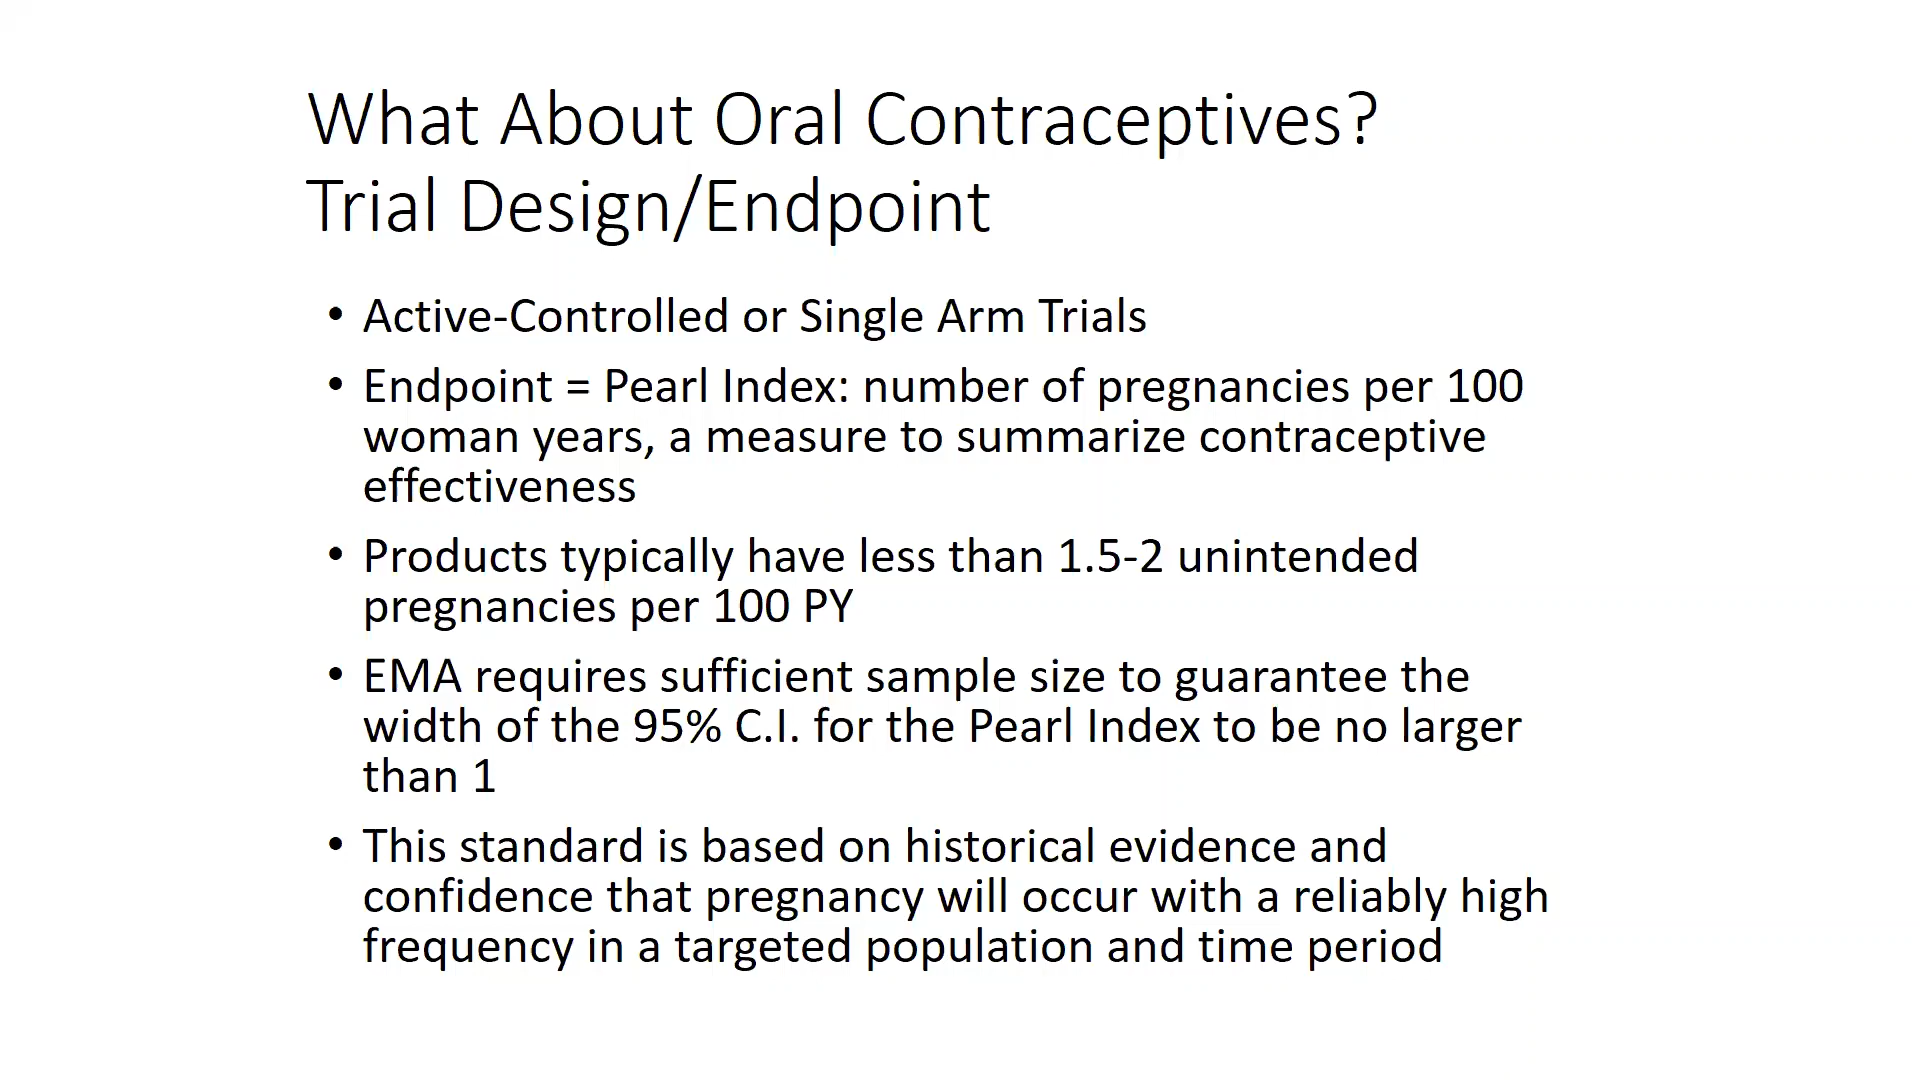 What About Oral Contraceptives?
Trial Design/Endpoint
• Active-Controlled or Single Arm Trials
• Endpoint = Pearl Index: number of pregnancies per 100
woman years, a measure to summarize contraceptive
effectiveness
• Products typically have less than 1.5-2 unintended
pregnancies per 100 PY
• EMA requires sufficient sample size to guarantee the
width of the 95% C.I. for the Pearl Index to be no larger
than 1
• This standard is based on historical evidence and
confidence that pregnancy will occur with a reliably high
frequency in a targeted population and time period